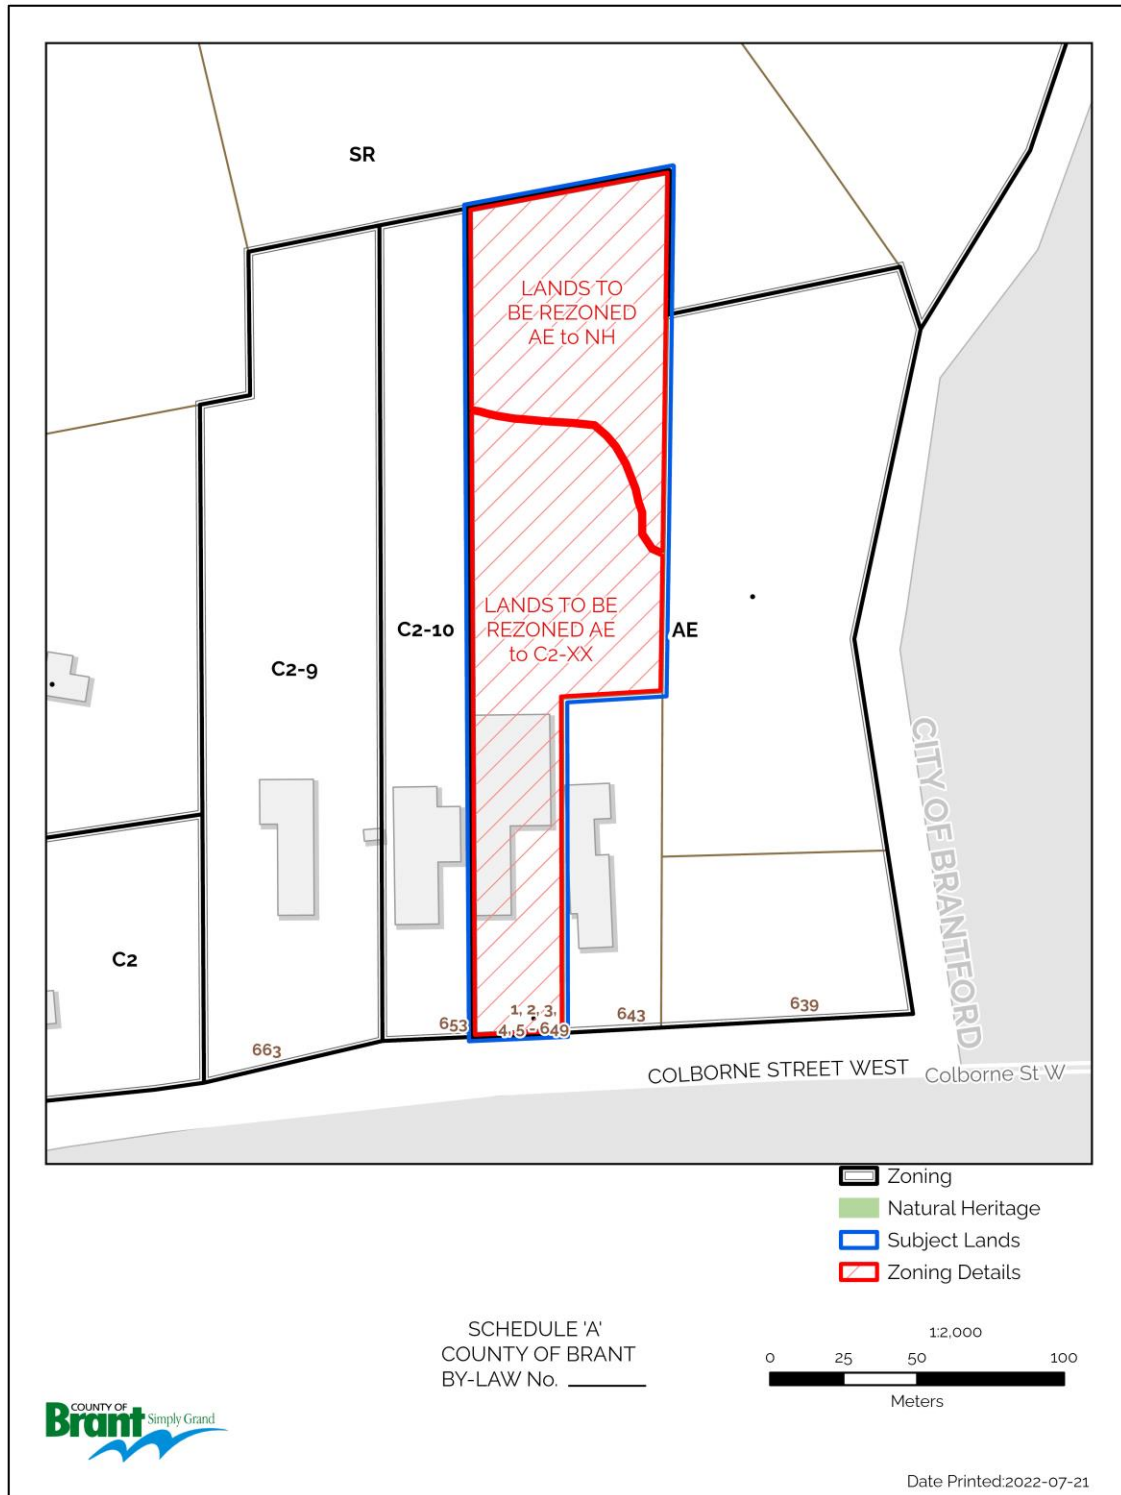 SR
LANDS TO
BE REZONED
AE to NH
C2-10
LANDS TO BE
REZONED AE
to C2-XX
AE
C2-9
CITY OF BRANTFORD
C2
663
653
1, 2, 3,
4, 5 - 649
643
639
COLBORNE STREET WEST
Colborne St W
Zoning
Natural Heritage
Subject Lands
Zoning Details
SCHEDULE 'A'
COUNTY OF BRANT
BY-LAW No. ________
1:2,000
0 25 50 100
Meters
COUNTY OF
Brant Simply Grand
Date Printed:2022-07-21